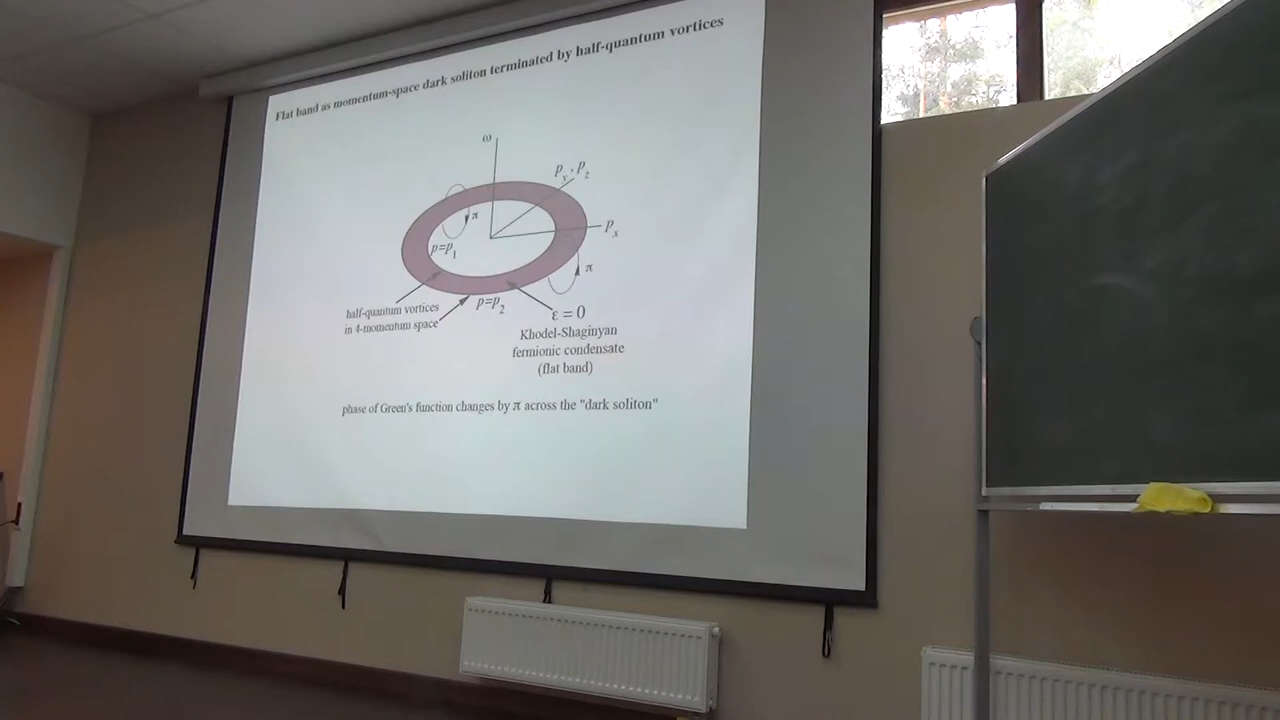 Flat band as momentum-space dark soliton terminated by half-quantum vortices
ω
p_y, p_z
π
p_x
p=p_1
π
half-quantum vortices
in 4-momentum space
p=p_2
ε = 0
Khodel-Shaginyan
fermionic condensate
(flat band)
phase of Green's function changes by π across the "dark soliton"